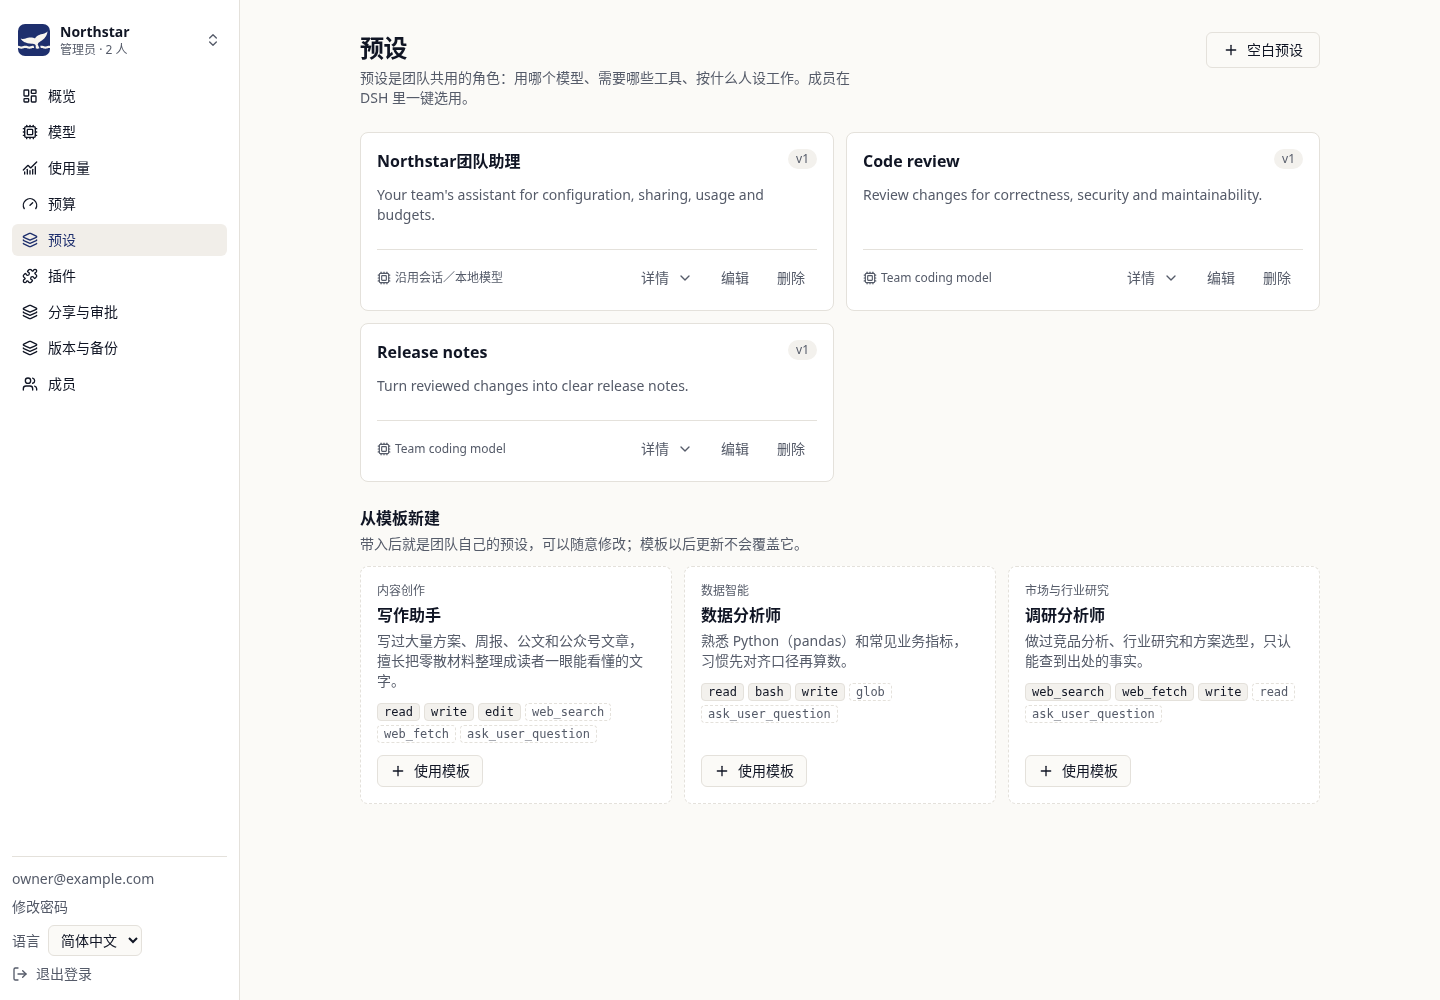 Northstar
管理员 · 2 人
概览
模型
使用量
预算
预设
插件
分享与审批
版本与备份
成员
owner@example.com
修改密码
语言 简体中文
退出登录
预设
空白预设
预设是团队共用的角色：用哪个模型、需要哪些工具、按什么人设工作。成员在
DSH 里一键选用。
Northstar团队助理 v1
Your team's assistant for configuration, sharing, usage and
budgets.
沿用会话／本地模型 详情 编辑 删除
Code review v1
Review changes for correctness, security and maintainability.
Team coding model 详情 编辑 删除
Release notes v1
Turn reviewed changes into clear release notes.
Team coding model 详情 编辑 删除
从模板新建
带入后就是团队自己的预设，可以随意修改；模板以后更新不会覆盖它。
内容创作
写作助手
写过大量方案、周报、公文和公众号文章，
擅长把零散材料整理成读者一眼能看懂的文
字。
read write edit web_search
web_fetch ask_user_question
使用模板
数据智能
数据分析师
熟悉 Python（pandas）和常见业务指标，
习惯先对齐口径再算数。
read bash write glob
ask_user_question
使用模板
市场与行业研究
调研分析师
做过竞品分析、行业研究和方案选型，只认
能查到出处的事实。
web_search web_fetch write read
ask_user_question
使用模板